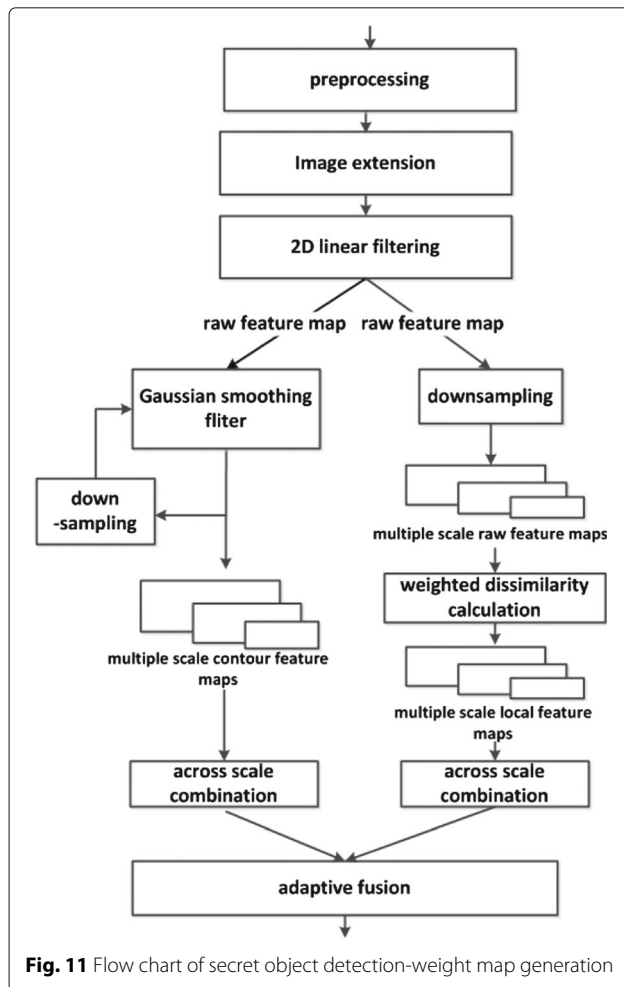 preprocessing
Image extension
2D linear filtering
raw feature map
raw feature map
Gaussian smoothing
fliter
down
-sampling
multiple scale contour feature
maps
across scale
combination
downsampling
multiple scale raw feature maps
weighted dissimilarity
calculation
multiple scale local feature
maps
across scale
combination
adaptive fusion
Fig. 11 Flow chart of secret object detection-weight map generation